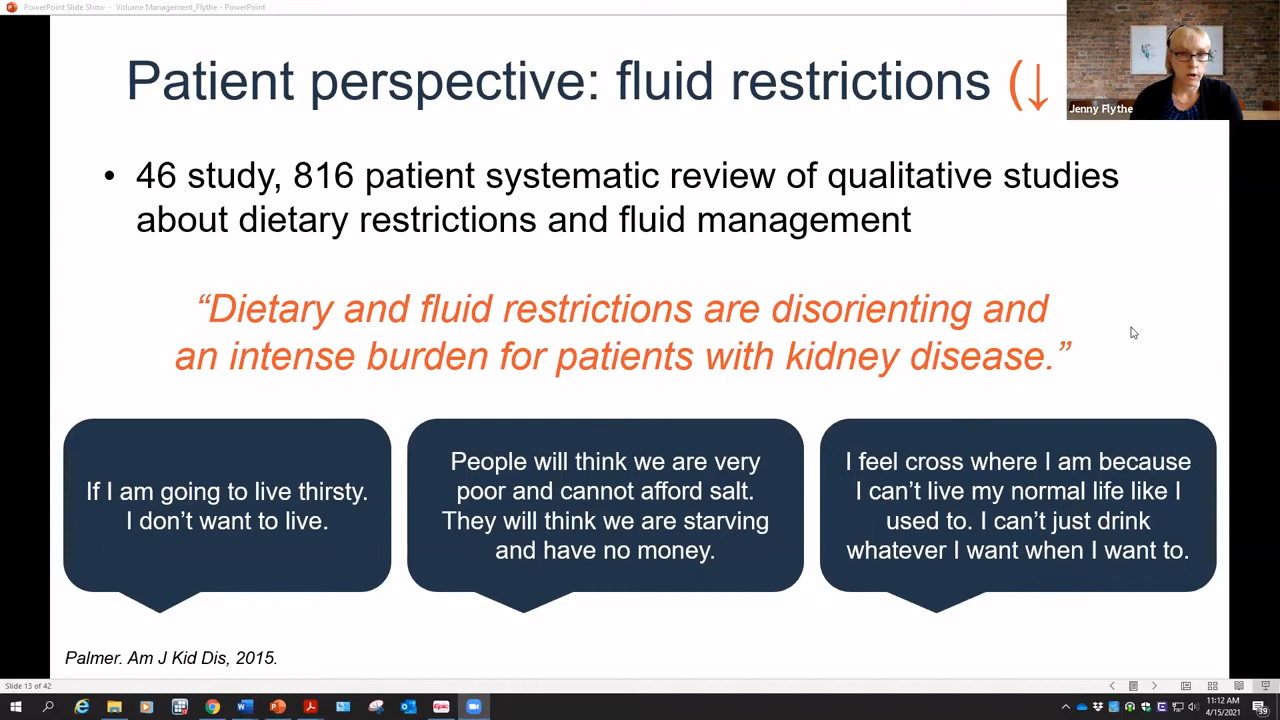 PowerPoint Slide Show - Volume Management_Flythe - PowerPoint
Patient perspective: fluid restrictions (↓
Jenny Flythe
• 46 study, 816 patient systematic review of qualitative studies
about dietary restrictions and fluid management
“Dietary and fluid restrictions are disorienting and
an intense burden for patients with kidney disease.”
If I am going to live thirsty.
I don’t want to live.
People will think we are very
poor and cannot afford salt.
They will think we are starving
and have no money.
I feel cross where I am because
I can’t live my normal life like I
used to. I can’t just drink
whatever I want when I want to.
Palmer. Am J Kid Dis, 2015.
Slide 13 of 42
Epic
11:12 AM
4/15/2021
39